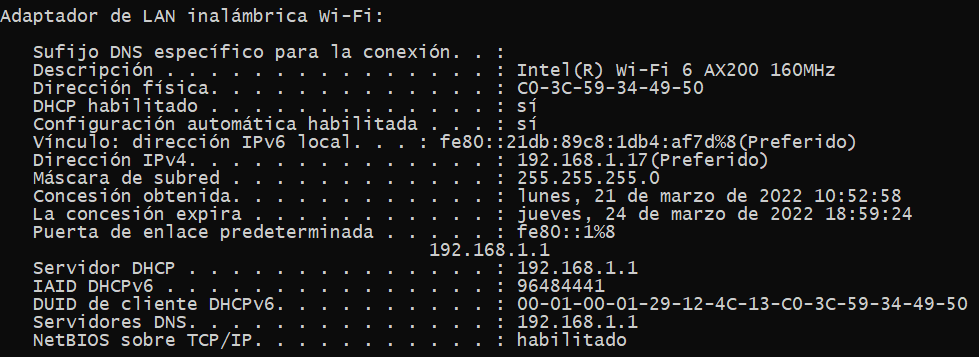 Adaptador de LAN inalámbrica Wi-Fi:
Sufijo DNS específico para la conexión. . :
Descripción . . . . . . . . . . . . . . . : Intel(R) Wi-Fi 6 AX200 160MHz
Dirección física. . . . . . . . . . . . . : C0-3C-59-34-49-50
DHCP habilitado . . . . . . . . . . . . . : sí
Configuración automática habilitada . . . : sí
Vínculo: dirección IPv6 local. . . : fe80::21db:89c8:1db4:af7d%8(Preferido)
Dirección IPv4. . . . . . . . . . . . . . : 192.168.1.17(Preferido)
Máscara de subred . . . . . . . . . . . . : 255.255.255.0
Concesión obtenida. . . . . . . . . . . . : lunes, 21 de marzo de 2022 10:52:58
La concesión expira . . . . . . . . . . . : jueves, 24 de marzo de 2022 18:59:24
Puerta de enlace predeterminada . . . . . : fe80::1%8
192.168.1.1
Servidor DHCP . . . . . . . . . . . . . . : 192.168.1.1
IAID DHCPv6 . . . . . . . . . . . . . . . : 96484441
DUID de cliente DHCPv6. . . . . . . . . . : 00-01-00-01-29-12-4C-13-C0-3C-59-34-49-50
Servidores DNS. . . . . . . . . . . . . . : 192.168.1.1
NetBIOS sobre TCP/IP. . . . . . . . . . . : habilitado